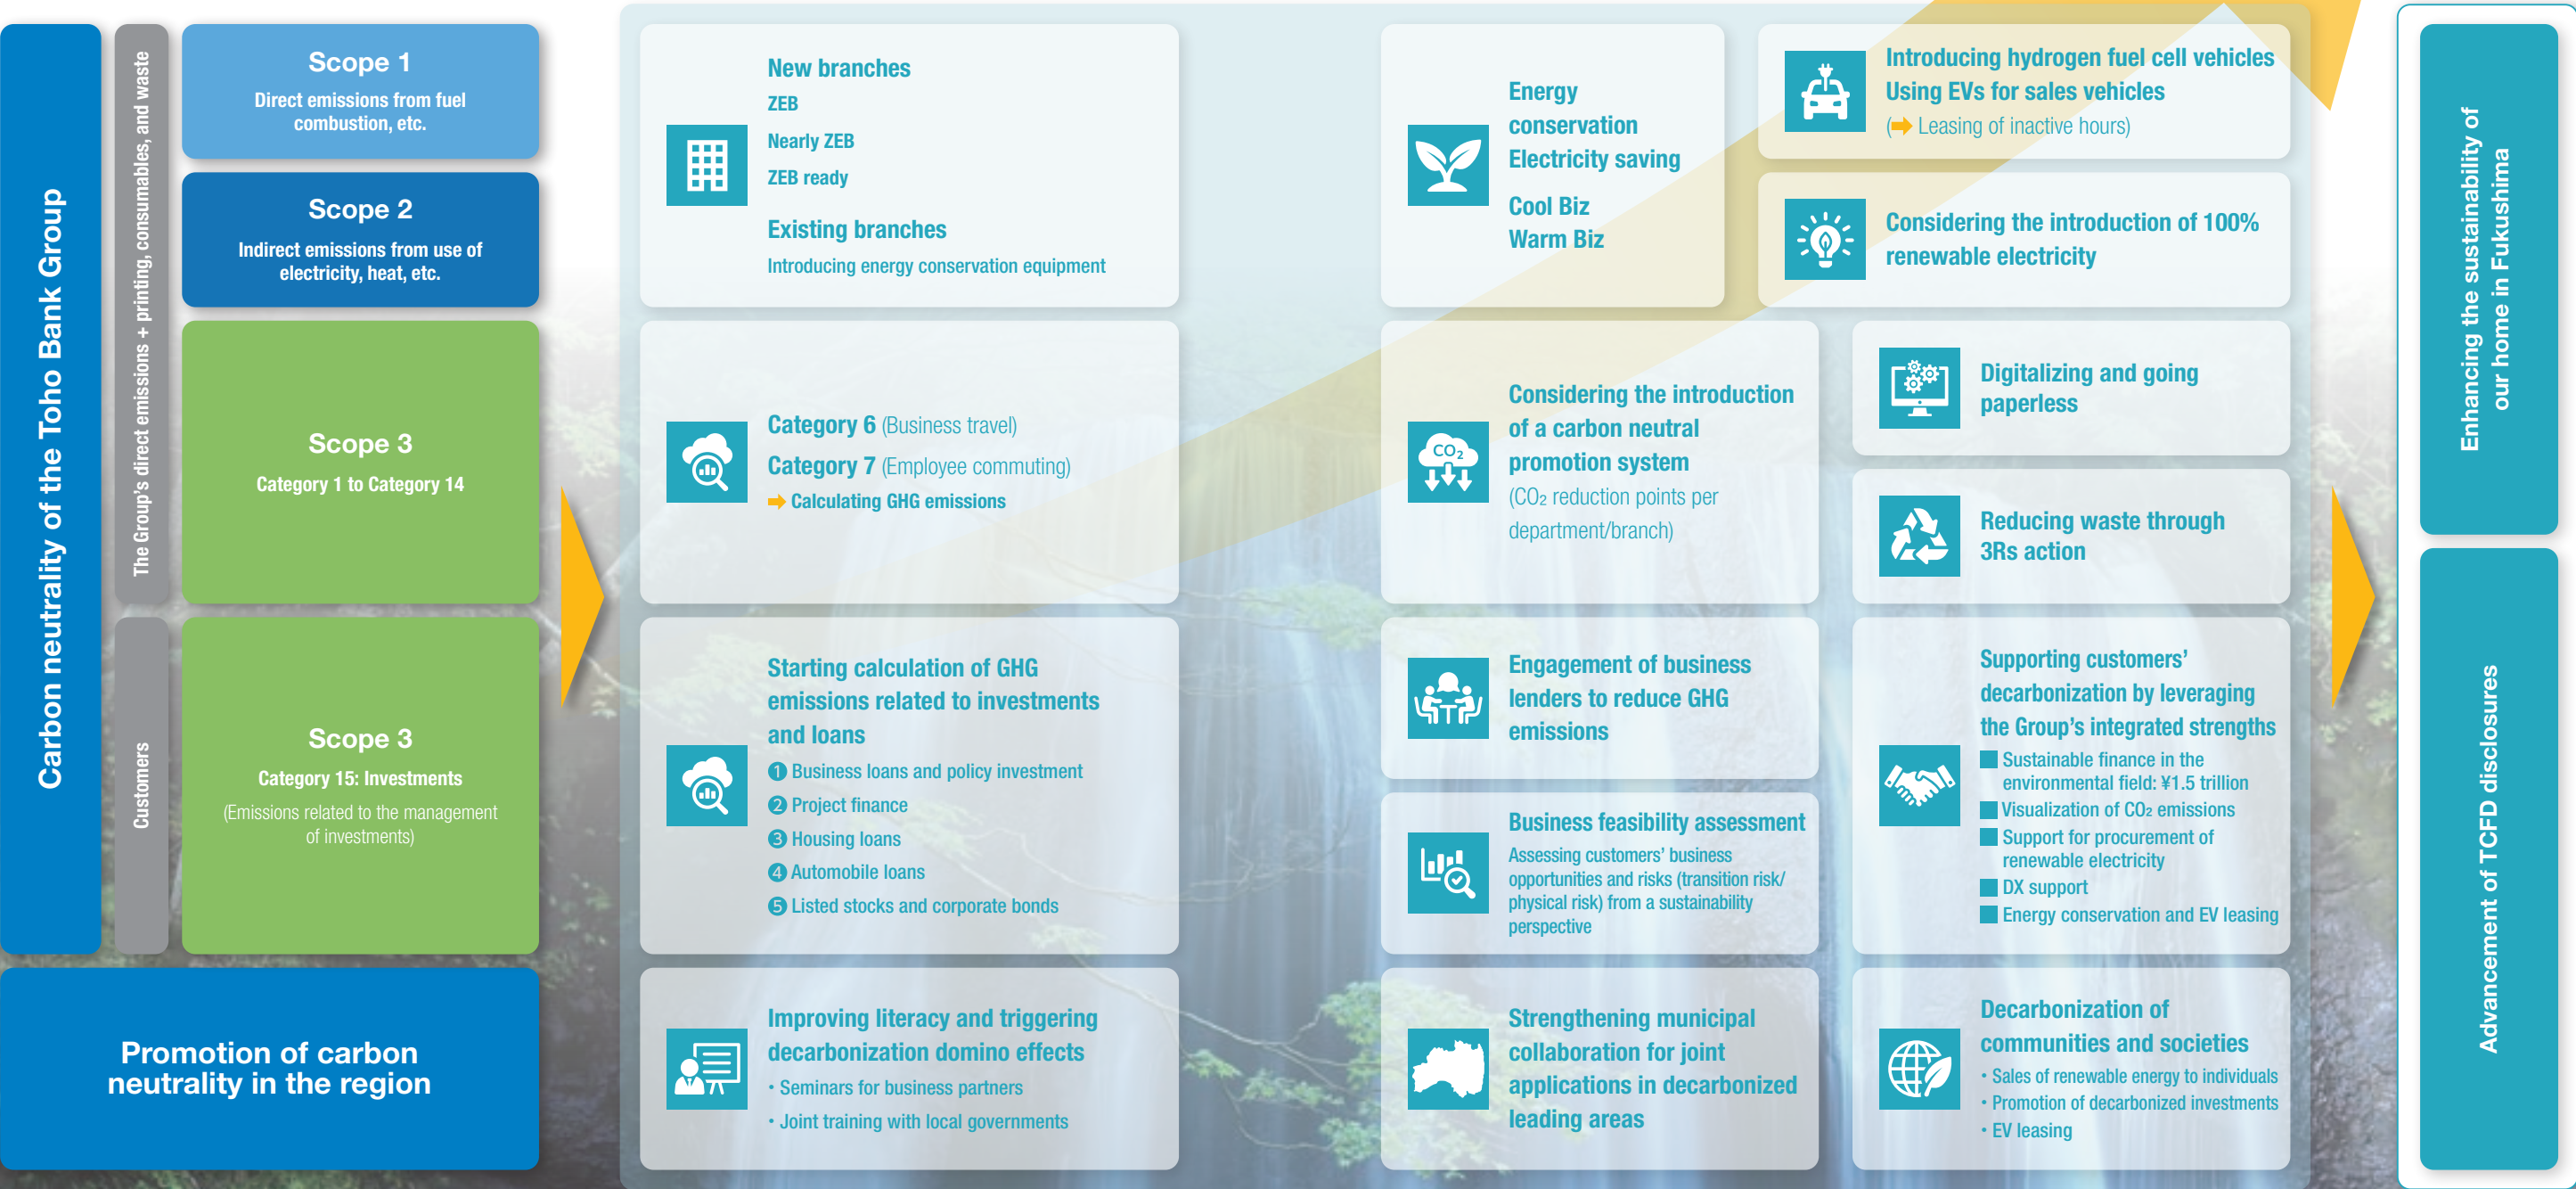 Carbon neutrality of the Toho Bank Group
The Group's direct emissions + printing, consumables, and waste
Customers
Scope 1
Direct emissions from fuel
combustion, etc.
Scope 2
Indirect emissions from use of
electricity, heat, etc.
Scope 3
Category 1 to Category 14
Scope 3
Category 15: Investments
(Emissions related to the management
of investments)
Promotion of carbon
neutrality in the region
New branches
ZEB
Nearly ZEB
ZEB ready
Existing branches
Introducing energy conservation equipment
Energy
conservation
Electricity saving
Cool Biz
Warm Biz
Introducing hydrogen fuel cell vehicles
Using EVs for sales vehicles
(➡ Leasing of inactive hours)
Considering the introduction of 100%
renewable electricity
Category 6 (Business travel)
Category 7 (Employee commuting)
➡ Calculating GHG emissions
CO₂
Considering the introduction
of a carbon neutral
promotion system
(CO₂ reduction points per
department/branch)
Digitalizing and going
paperless
Reducing waste through
3Rs action
Starting calculation of GHG
emissions related to investments
and loans
❶ Business loans and policy investment
❷ Project finance
❸ Housing loans
❹ Automobile loans
❺ Listed stocks and corporate bonds
Engagement of business
lenders to reduce GHG
emissions
Business feasibility assessment
Assessing customers' business
opportunities and risks (transition risk/
physical risk) from a sustainability
perspective
Supporting customers'
decarbonization by leveraging
the Group's integrated strengths
■ Sustainable finance in the
environmental field: ¥1.5 trillion
■ Visualization of CO₂ emissions
■ Support for procurement of
renewable electricity
■ DX support
■ Energy conservation and EV leasing
Improving literacy and triggering
decarbonization domino effects
・Seminars for business partners
・Joint training with local governments
Strengthening municipal
collaboration for joint
applications in decarbonized
leading areas
Decarbonization of
communities and societies
・Sales of renewable energy to individuals
・Promotion of decarbonized investments
・EV leasing
Enhancing the sustainability of
our home in Fukushima
Advancement of TCFD disclosures